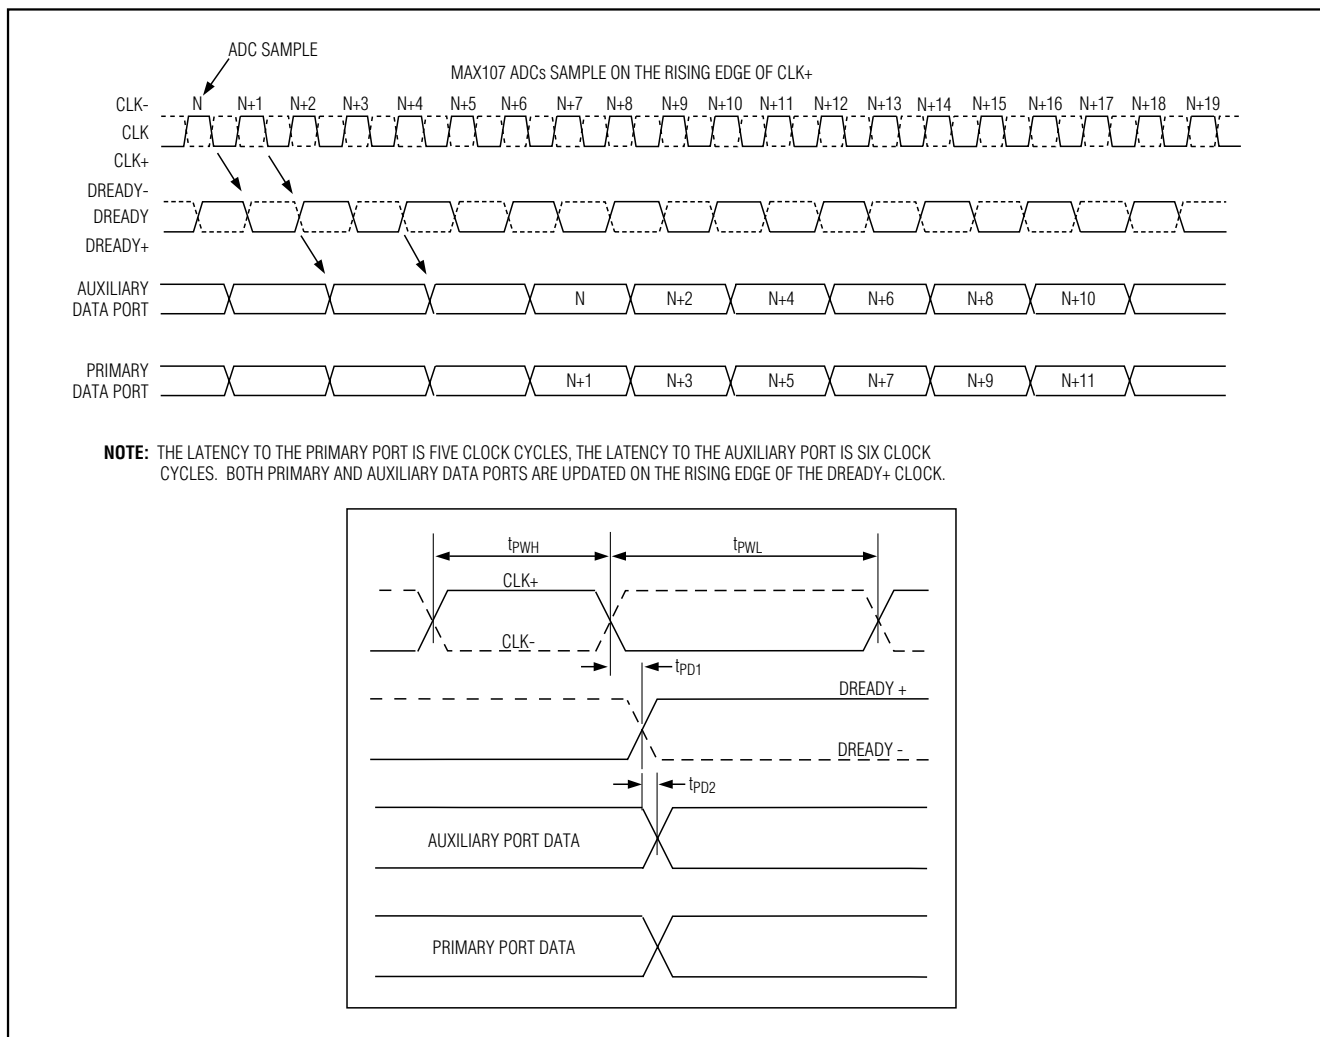 ADC SAMPLE
MAX107 ADCs SAMPLE ON THE RISING EDGE OF CLK+
CLK- N N+1 N+2 N+3 N+4 N+5 N+6 N+7 N+8 N+9 N+10 N+11 N+12 N+13 N+14 N+15 N+16 N+17 N+18 N+19
CLK
CLK+
DREADY-
DREADY
DREADY+
AUXILIARY
DATA PORT
N N+2 N+4 N+6 N+8 N+10
PRIMARY
DATA PORT
N+1 N+3 N+5 N+7 N+9 N+11
NOTE: THE LATENCY TO THE PRIMARY PORT IS FIVE CLOCK CYCLES, THE LATENCY TO THE AUXILIARY PORT IS SIX CLOCK
CYCLES. BOTH PRIMARY AND AUXILIARY DATA PORTS ARE UPDATED ON THE RISING EDGE OF THE DREADY+ CLOCK.
tPWH tPWL
CLK+
CLK-
tPD1
DREADY +
DREADY -
tPD2
AUXILIARY PORT DATA
PRIMARY PORT DATA